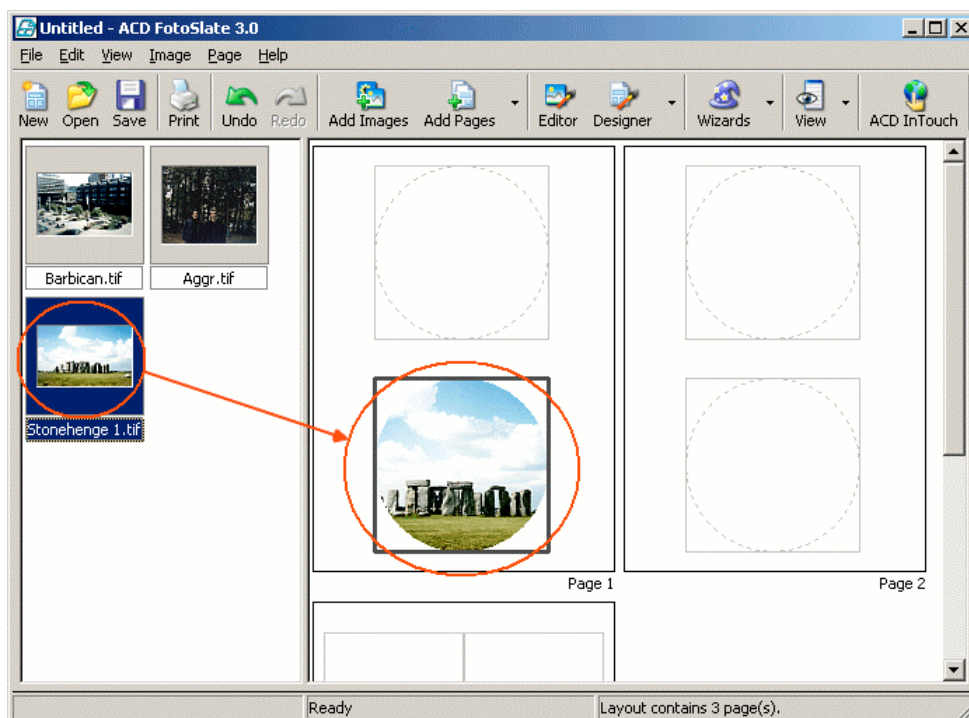 Untitled - ACD FotoSlate 3.0
File Edit View Image Page Help
New Open Save Print Undo Redo Add Images Add Pages Editor Designer Wizards View ACD InTouch
Barbican.tif Aggr.tif
Stonehenge 1.tif
Page 1 Page 2
Ready Layout contains 3 page(s).